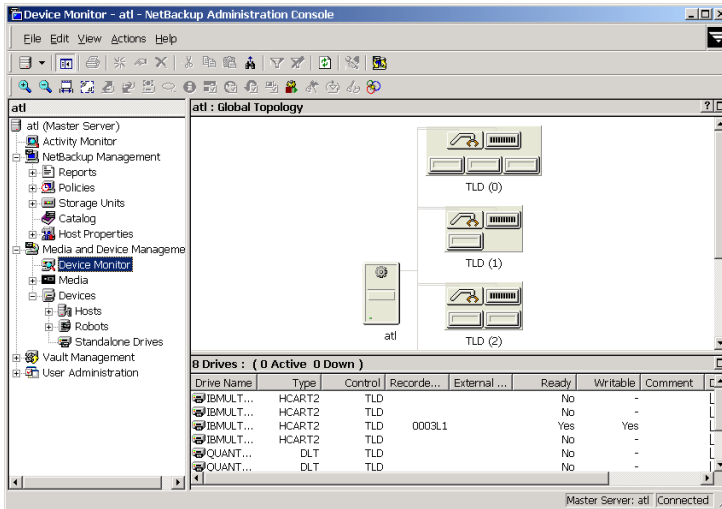 Device Monitor - atl - NetBackup Administration Console
File Edit View Actions Help
atl
atl : Global Topology
atl (Master Server)
Activity Monitor
NetBackup Management
Reports
Policies
Storage Units
Catalog
Host Properties
Media and Device Manageme
Device Monitor
Media
Devices
Hosts
Robots
Standalone Drives
Vault Management
User Administration
TLD (0)
TLD (1)
TLD (2)
atl
8 Drives : ( 0 Active 0 Down )
Drive Name Type Control Recorde... External ... Ready Writable Comment
IBMULT... HCART2 TLD No -
IBMULT... HCART2 TLD No -
IBMULT... HCART2 TLD 0003L1 Yes Yes
IBMULT... HCART2 TLD No -
QUANT... DLT TLD No -
QUANT... DLT TLD No -
Master Server: atl Connected